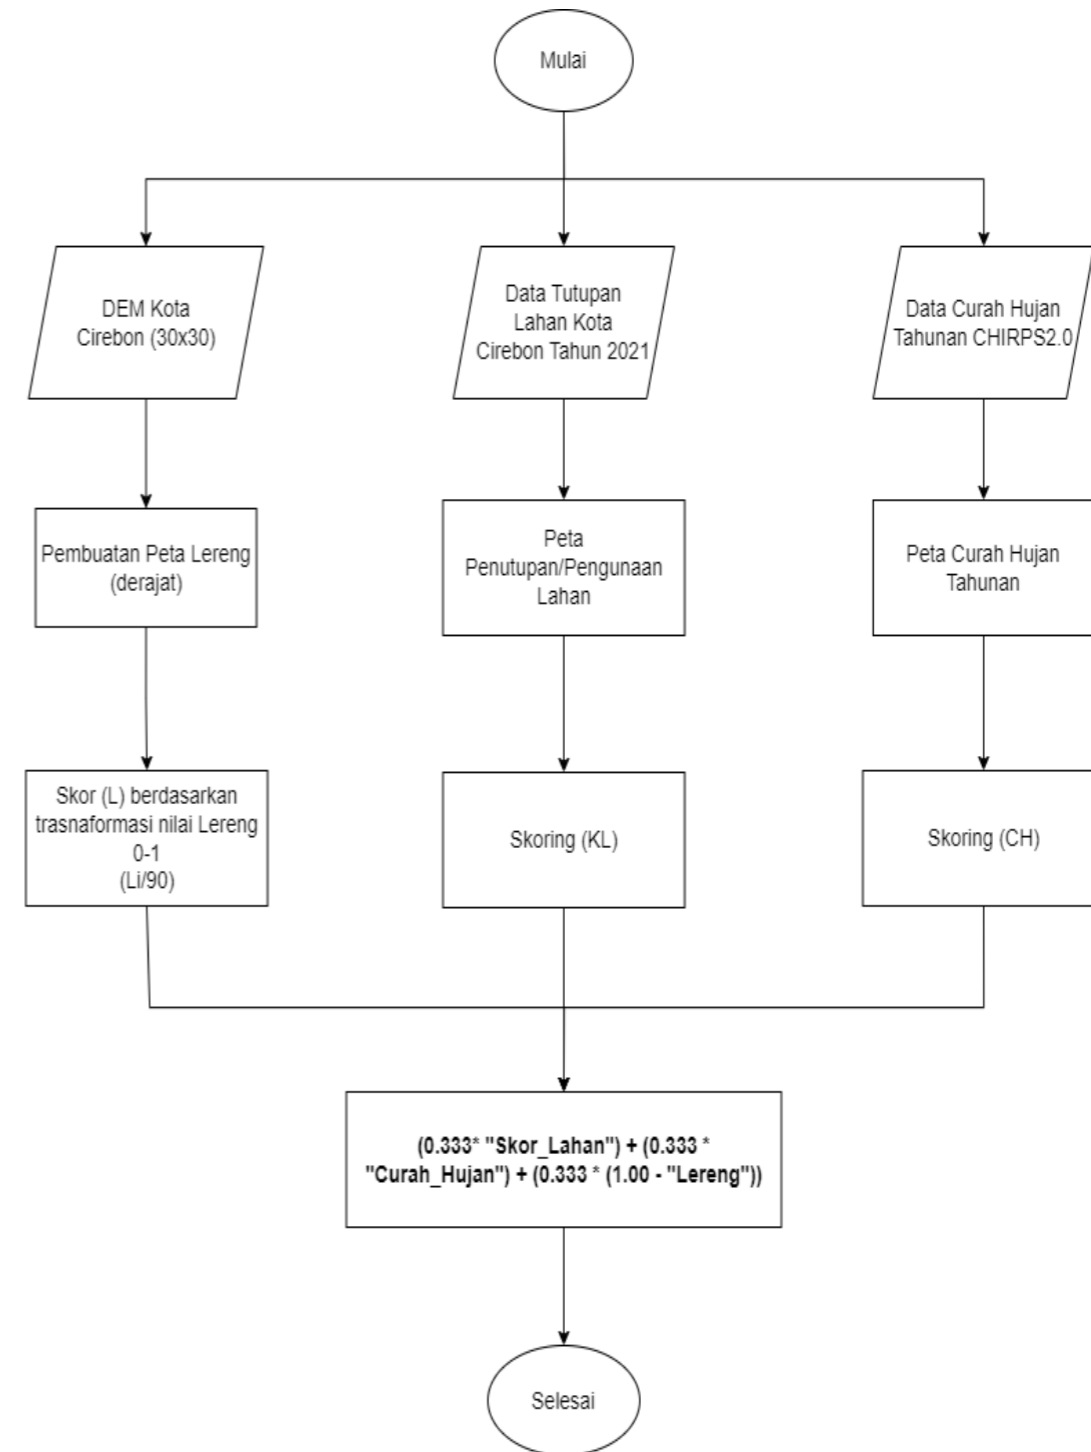 Mulai
DEM Kota
Cirebon (30x30)
Data Tutupan
Lahan Kota
Cirebon Tahun 2021
Data Curah Hujan
Tahunan CHIRPS2.0
Pembuatan Peta Lereng
(derajat)
Peta
Penutupan/Pengunaan
Lahan
Peta Curah Hujan
Tahunan
Skor (L) berdasarkan
trasnaformasi nilai Lereng
0-1
(Li/90)
Skoring (KL)
Skoring (CH)
(0.333* "Skor_Lahan") + (0.333 *
"Curah_Hujan") + (0.333 * (1.00 - "Lereng"))
Selesai